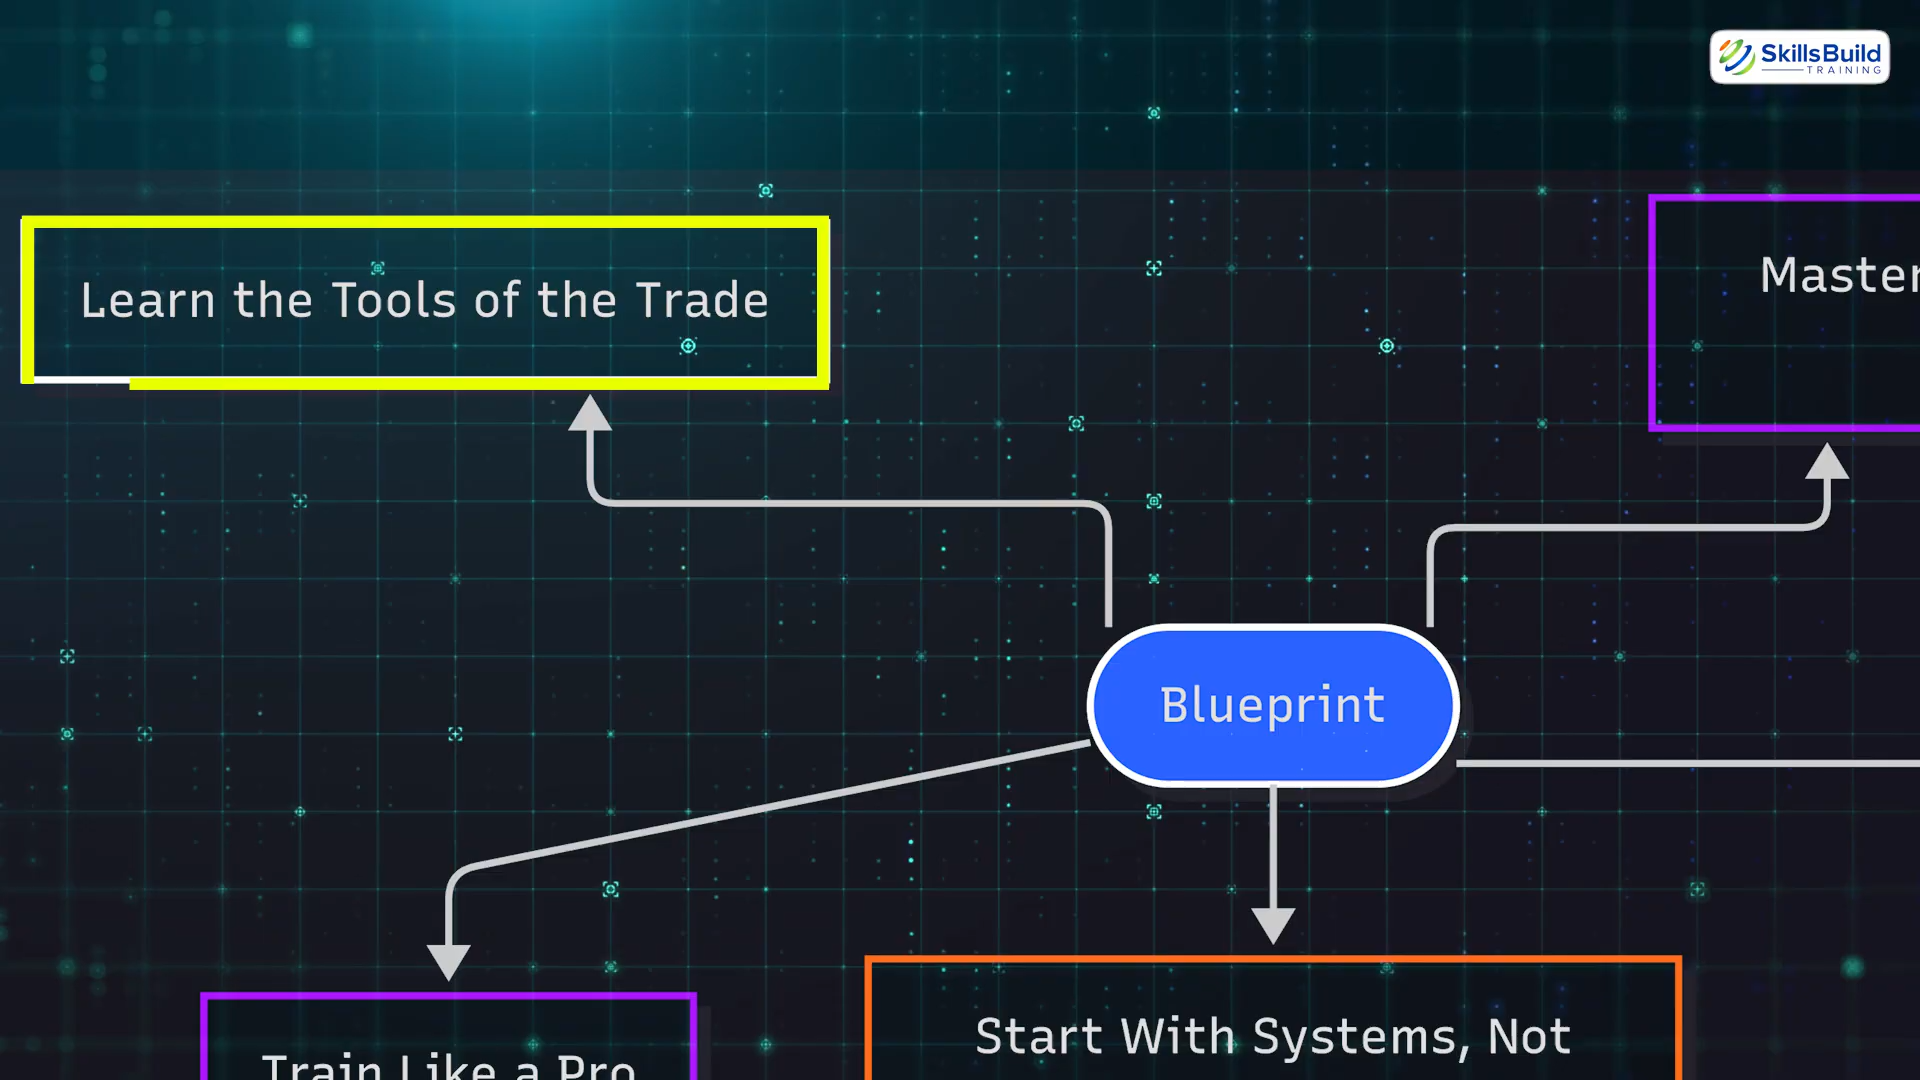 SkillsBuild
TRAINING
Learn the Tools of the Trade
Master
Blueprint
Start With Systems, Not
Train Like a Pro